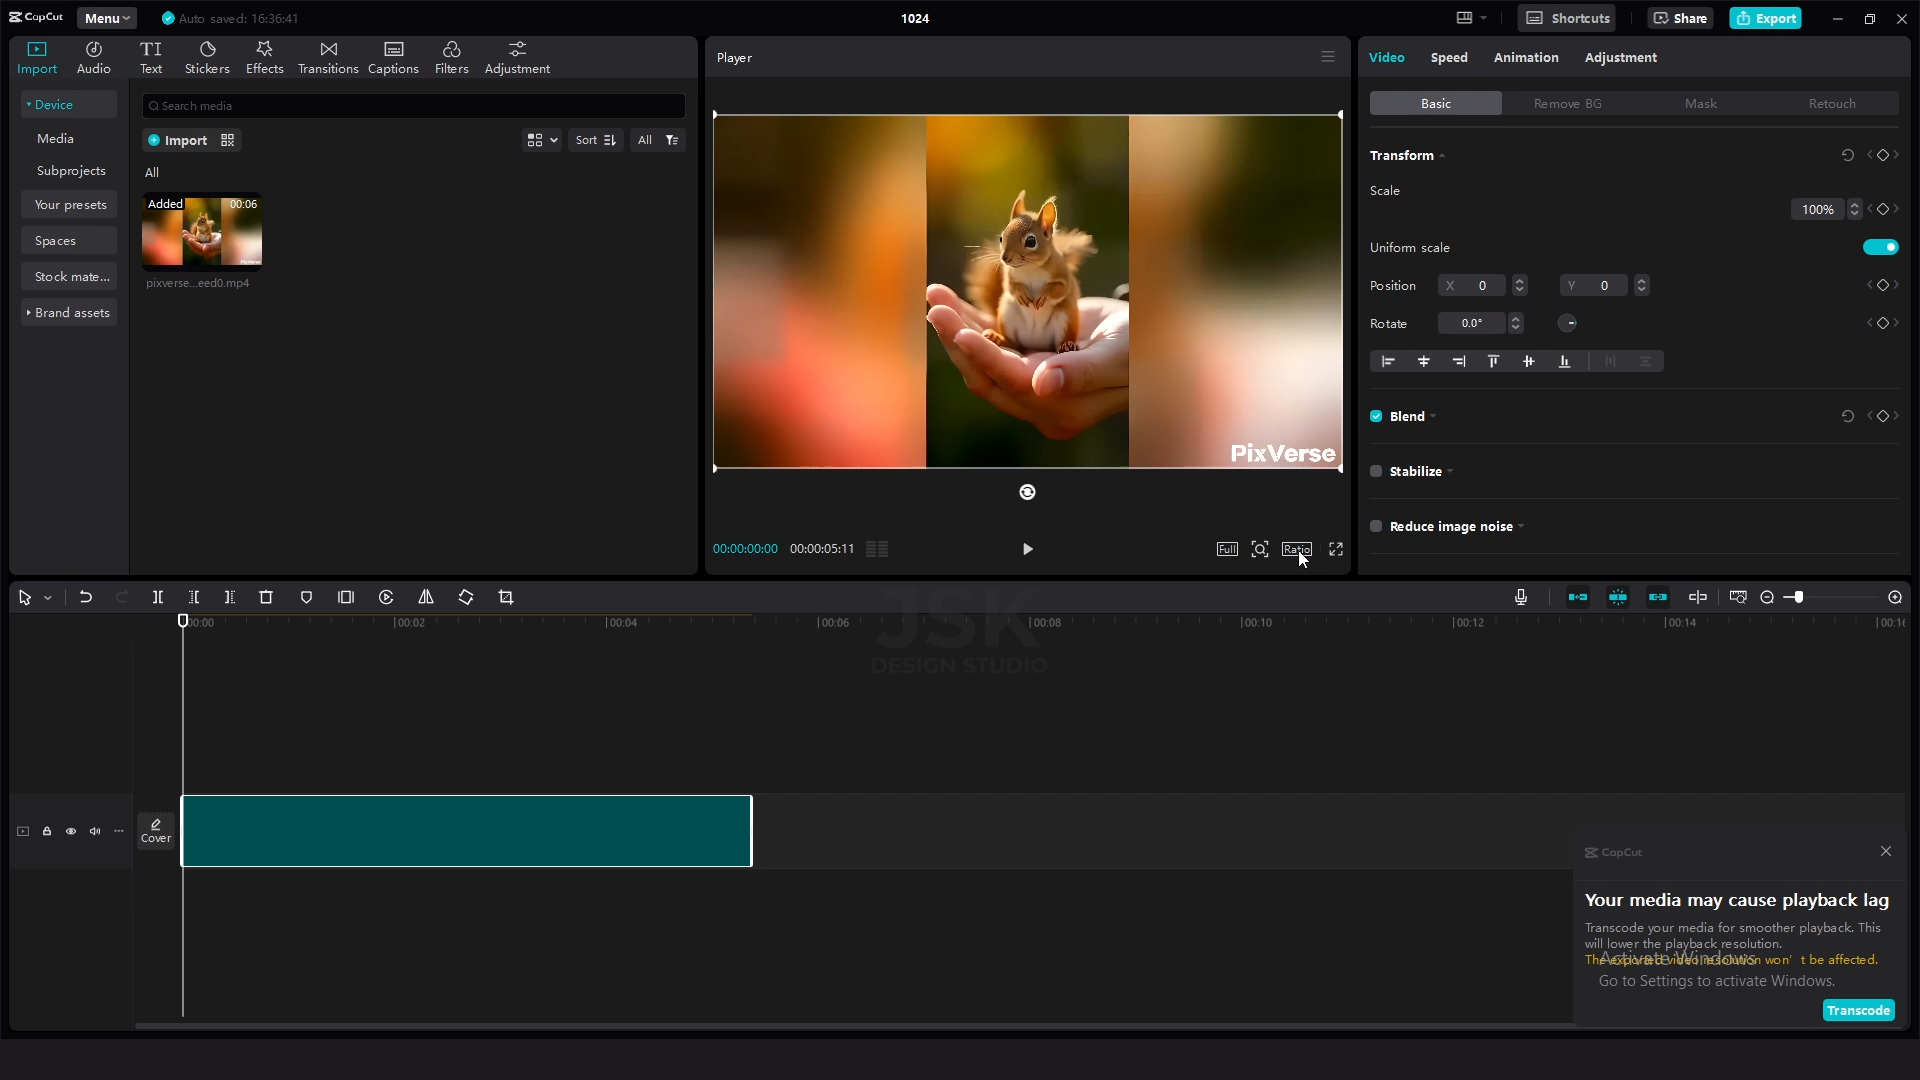 CapCut
Menu
Auto saved: 16:36:41
1024
Shortcuts
Share
Export
Import
Audio
Text
Stickers
Effects
Transitions
Captions
Filters
Adjustment
Device
Media
Subprojects
Your presets
Spaces
Stock mate...
Brand assets
Search media
Import
Sort
All
All
Added
00:06
pixverse...eed0.mp4
Player
PixVerse
00:00:00:00
00:00:05:11
Full
Ratio
Video
Speed
Animation
Adjustment
Basic
Remove BG
Mask
Retouch
Transform
Scale
100%
Uniform scale
Position
X
0
Y
0
Rotate
0.0°
Blend
Stabilize
Reduce image noise
00:00
00:02
00:04
00:06
00:08
00:10
00:12
00:14
JSK
DESIGN STUDIO
Cover
CapCut
Your media may cause playback lag
Transcode your media for smoother playback. This
will lower the playback resolution.
The exported video resolution won't be affected.
Activate Windows
Go to Settings to activate Windows.
Transcode